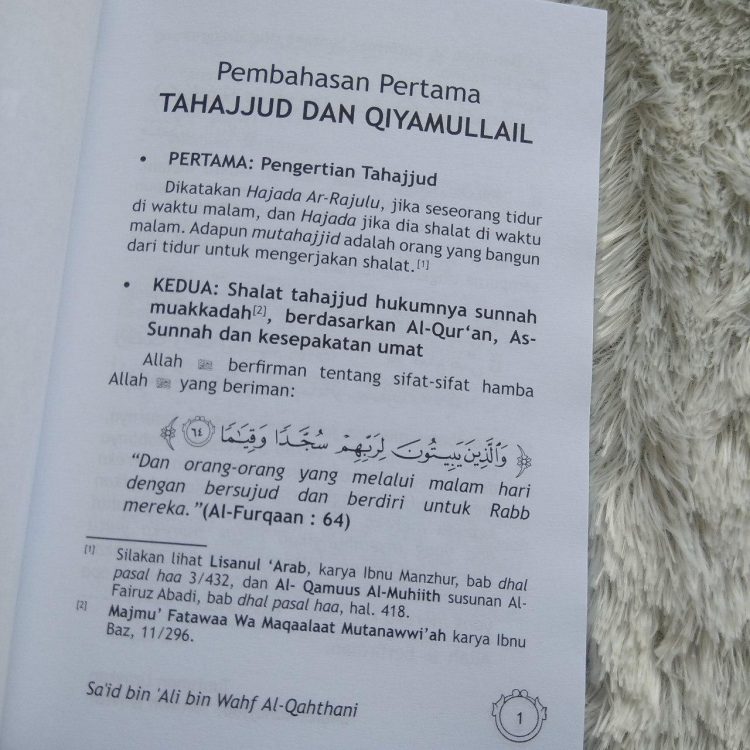 Pembahasan Pertama
TAHAJJUD DAN QIYAMULLAIL
• PERTAMA: Pengertian Tahajjud
Dikatakan Hajada Ar-Rajulu, jika seseorang tidur
di waktu malam, dan Hajada jika dia shalat di waktu
malam. Adapun mutahajjid adalah orang yang bangun
dari tidur untuk mengerjakan shalat.[1]
• KEDUA: Shalat tahajjud hukumnya sunnah
muakkadah[2], berdasarkan Al-Qur‘an, As-
Sunnah dan kesepakatan umat
Allah berfirman tentang sifat-sifat hamba
Allah yang beriman:
وَالَّذِينَ يَبِيتُونَ لِرَبِّهِمْ سُجَّدًا وَقِيَامًا ٦٤
“Dan orang-orang yang melalui malam hari
dengan bersujud dan berdiri untuk Rabb
mereka.”(Al-Furqaan : 64)
[1] Silakan lihat Lisanul ‘Arab, karya Ibnu Manzhur, bab dhal
pasal haa 3/432, dan Al- Qamuus Al-Muhiith susunan Al-
Fairuz Abadi, bab dhal pasal haa, hal. 418.
[2] Majmu’ Fatawaa Wa Maqaalaat Mutanawwi’ah karya Ibnu
Baz, 11/296.
Sa'id bin 'Ali bin Wahf Al-Qahthani
1